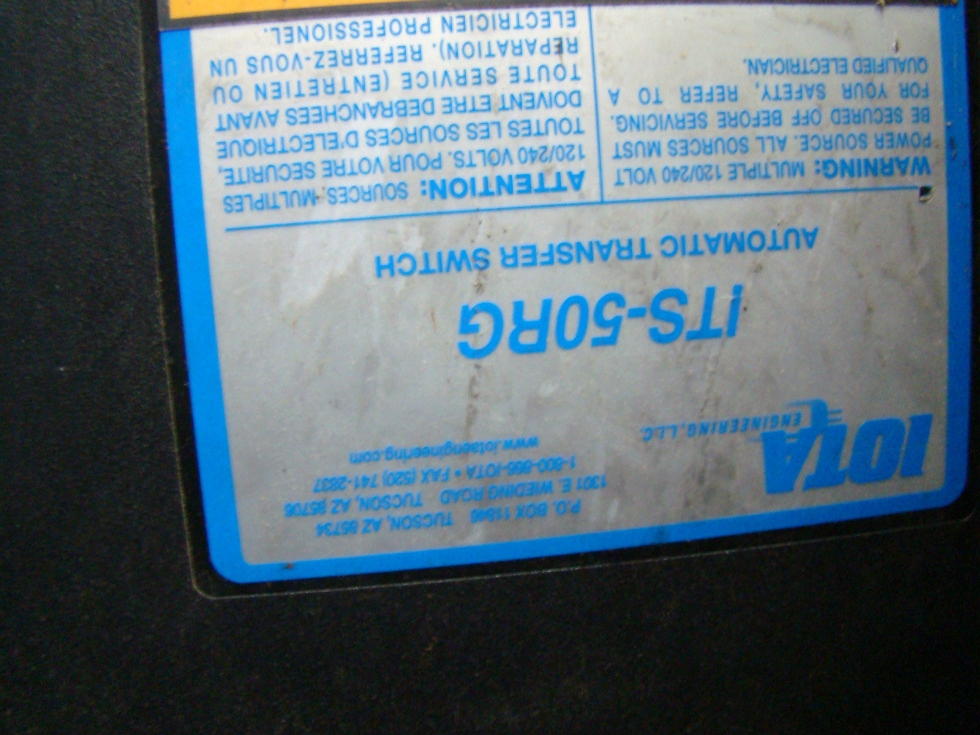 IOTA
ENGINEERING, L.L.C.
P.O. BOX 11846 TUCSON, AZ 85734
1301 E. WIEDING ROAD TUCSON, AZ 85706
1-800-866-IOTA • FAX (520) 741-2837
www.iotaengineering.com
ITS-50RG
AUTOMATIC TRANSFER SWITCH
WARNING: MULTIPLE 120/240 VOLT
POWER SOURCE. ALL SOURCES MUST
BE SECURED OFF BEFORE SERVICING.
FOR YOUR SAFETY, REFER TO A
QUALIFIED ELECTRICIAN.
ATTENTION: SOURCES, MULTIPLES
120/240 VOLTS. POUR VOTRE SECURITE,
TOUTES LES SOURCES D'ELECTRIQUE
DOIVENT ETRE DEBRANCHEES AVANT
TOUTE SERVICE (ENTRETIEN OU
REPARATION). REFERREZ-VOUS UN
ELECTRICIEN PROFESSIONEL.